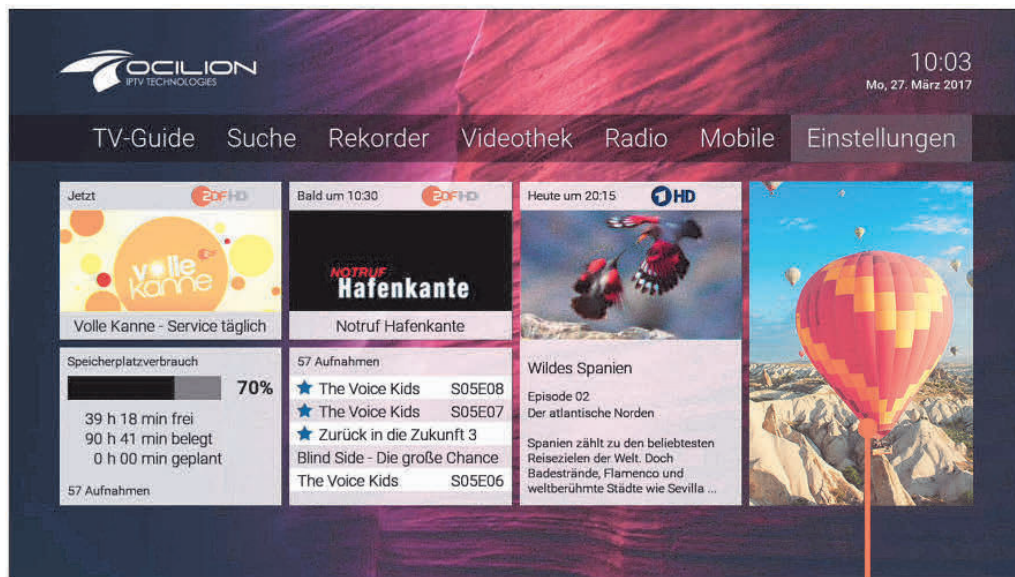 OCILION
IPTV TECHNOLOGIES
10:03
Mo, 27. März 2017
TV-Guide Suche Rekorder Videothek Radio Mobile Einstellungen
Jetzt ZDF HD
volle
Kanne
Volle Kanne - Service täglich
Bald um 10:30 ZDF HD
NOTRUF
Hafenkante
Notruf Hafenkante
Heute um 20:15 1 HD
Wildes Spanien
Episode 02
Der atlantische Norden
Spanien zählt zu den beliebtesten
Reisezielen der Welt. Doch
Badestrände, Flamenco und
weltberühmte Städte wie Sevilla ...
Speicherplatzverbrauch
70%
39 h 18 min frei
90 h 41 min belegt
0 h 00 min geplant
57 Aufnahmen
57 Aufnahmen
The Voice Kids S05E08
The Voice Kids S05E07
Zurück in die Zukunft 3
Blind Side - Die große Chance
The Voice Kids S05E06